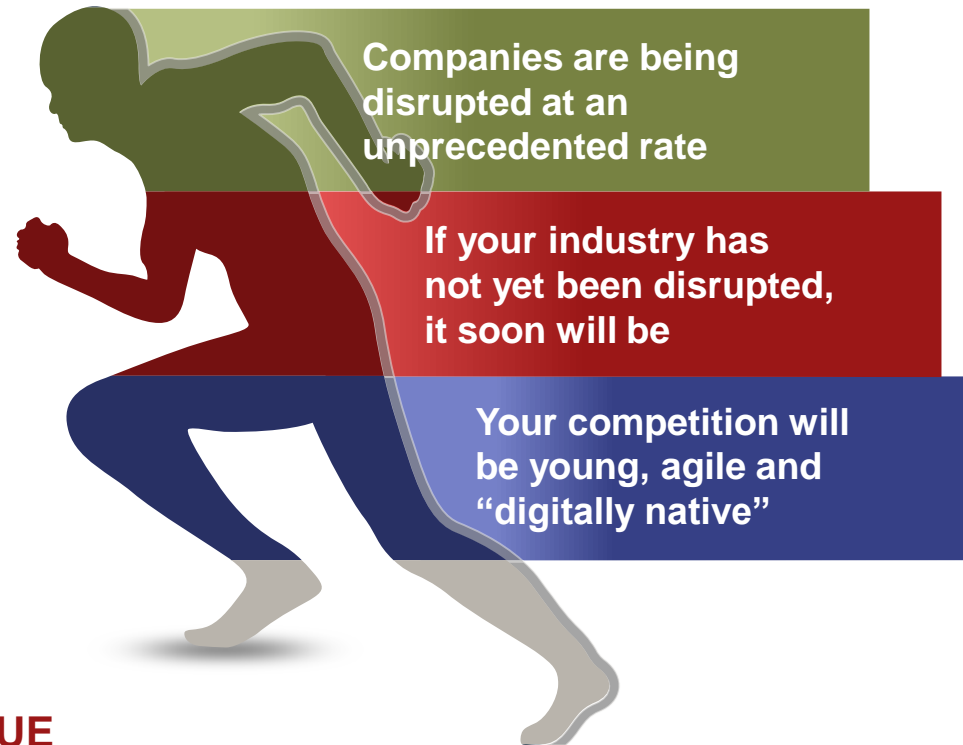 Companies are being
disrupted at an
unprecedented rate
If your industry has
not yet been disrupted,
it soon will be
Your competition will
be young, agile and
“digitally native”
UE